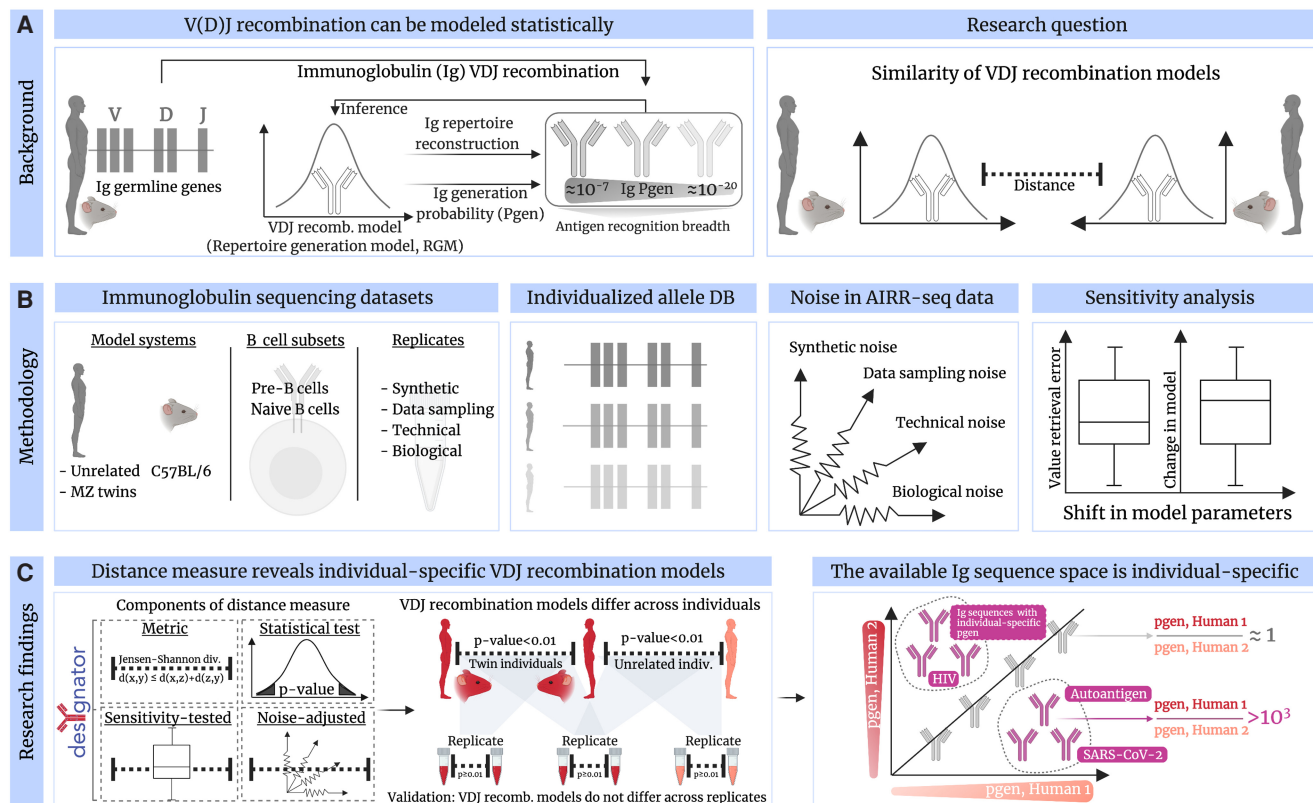 A
Background
V(D)J recombination can be modeled statistically
Immunoglobulin (Ig) VDJ recombination
V D J
Ig germline genes
Inference
Ig repertoire
reconstruction
Ig generation
probability (Pgen)
VDJ recomb. model
(Repertoire generation model, RGM)
≈10⁻⁷ Ig Pgen ≈10⁻²⁰
Antigen recognition breadth
Research question
Similarity of VDJ recombination models
Distance
B
Methodology
Immunoglobulin sequencing datasets
Model systems
- Unrelated
- MZ twins
C57BL/6
B cell subsets
Pre-B cells
Naive B cells
Replicates
- Synthetic
- Data sampling
- Technical
- Biological
Individualized allele DB
Noise in AIRR-seq data
Synthetic noise
Data sampling noise
Technical noise
Biological noise
Sensitivity analysis
Value retrieval error
Change in model
Shift in model parameters
C
Research findings
Distance measure reveals individual-specific VDJ recombination models
desIgnator
Components of distance measure
Metric
Jensen-Shannon div.
d(x,y) ≤ d(x,z)+d(z,y)
Statistical test
p-value
Sensitivity-tested
Noise-adjusted
VDJ recombination models differ across individuals
p-value<0.01
Twin individuals
p-value<0.01
Unrelated indiv.
Replicate
p≥0.01
Replicate
p≥0.01
Replicate
p≥0.01
Validation: VDJ recomb. models do not differ across replicates
The available Ig sequence space is individual-specific
pgen, Human 2
pgen, Human 1
Ig sequences with
individual-specific
pgen
HIV
Autoantigen
SARS-CoV-2
pgen, Human 1
pgen, Human 2
≈ 1
pgen, Human 1
pgen, Human 2
>10³